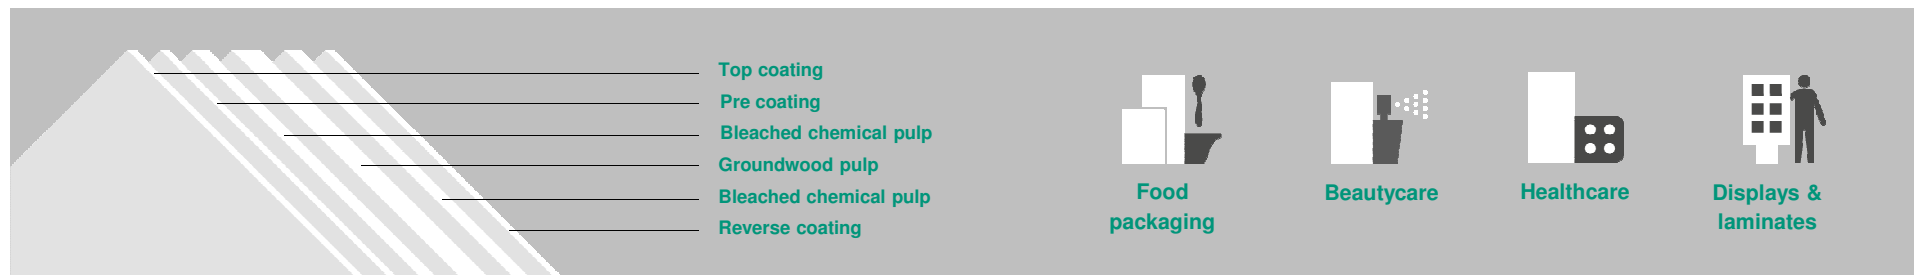 Top coating
Pre coating
Bleached chemical pulp
Groundwood pulp
Bleached chemical pulp
Reverse coating
Food
packaging
Beautycare
Healthcare
Displays &
laminates